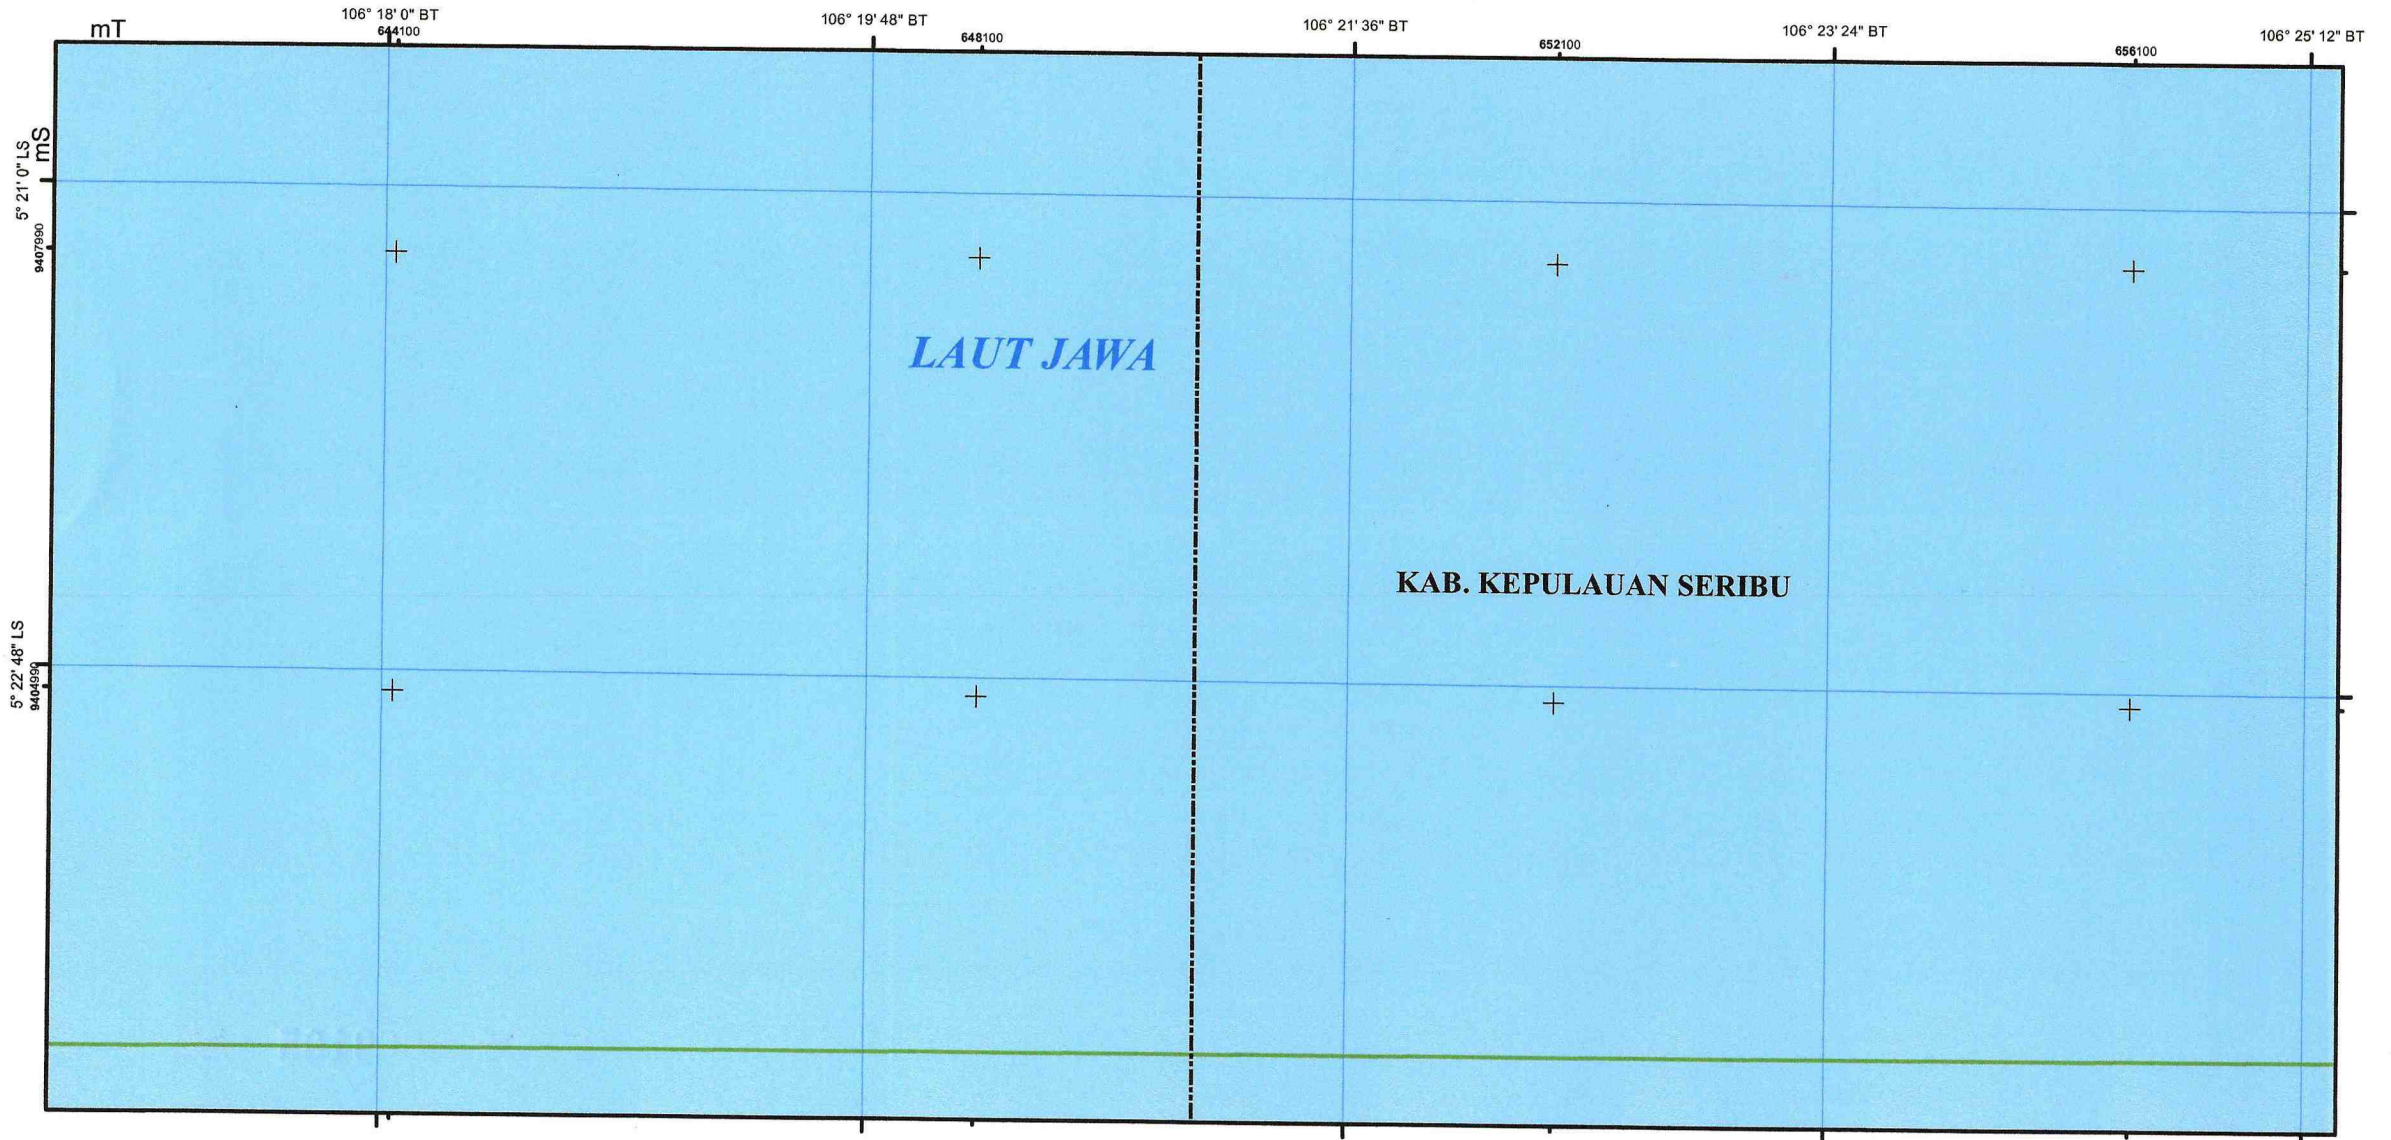 106° 18' 0" BT
106° 19' 48" BT
106° 21' 36" BT
106° 23' 24" BT
106° 25' 12" BT
mT
644100
648100
652100
656100
5° 21' 0" LS
mS
9407990
LAUT JAWA
KAB. KEPULAUAN SERIBU
5° 22' 48" LS
9404990